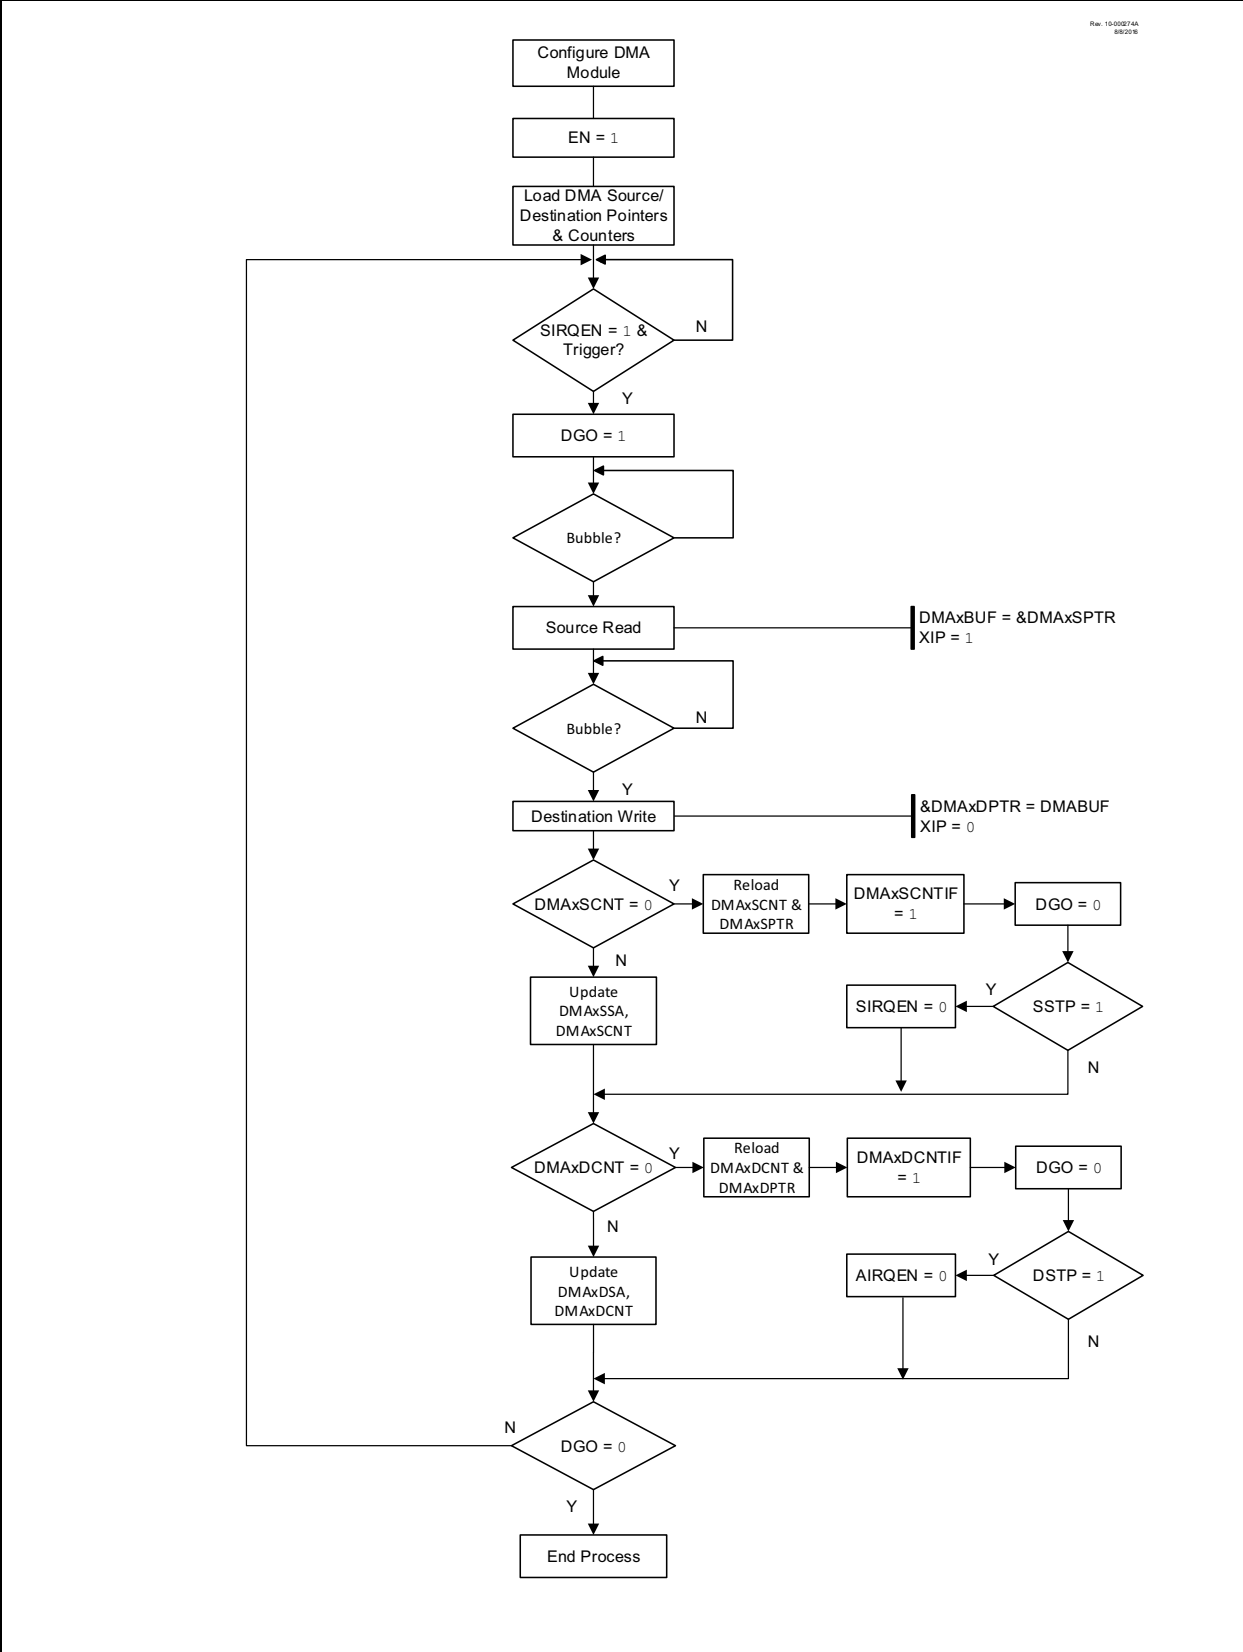 Rev. 10-000274A
8/8/2016
Configure DMA
Module
EN = 1
Load DMA Source/
Destination Pointers
& Counters
SIRQEN = 1 &
Trigger?
N
Y
DGO = 1
Bubble?
Source Read
DMAxBUF = &DMAxSPTR
XIP = 1
Bubble?
N
Y
Destination Write
&DMAxDPTR = DMABUF
XIP = 0
DMAxSCNT = 0
Y
Reload
DMAxSCNT &
DMAxSPTR
DMAxSCNTIF
= 1
DGO = 0
N
Update
DMAxSSA,
DMAxSCNT
SIRQEN = 0
Y
SSTP = 1
N
DMAxDCNT = 0
Y
Reload
DMAxDCNT &
DMAxDPTR
DMAxDCNTIF
= 1
DGO = 0
N
Update
DMAxDSA,
DMAxDCNT
AIRQEN = 0
Y
DSTP = 1
N
N
DGO = 0
Y
End Process